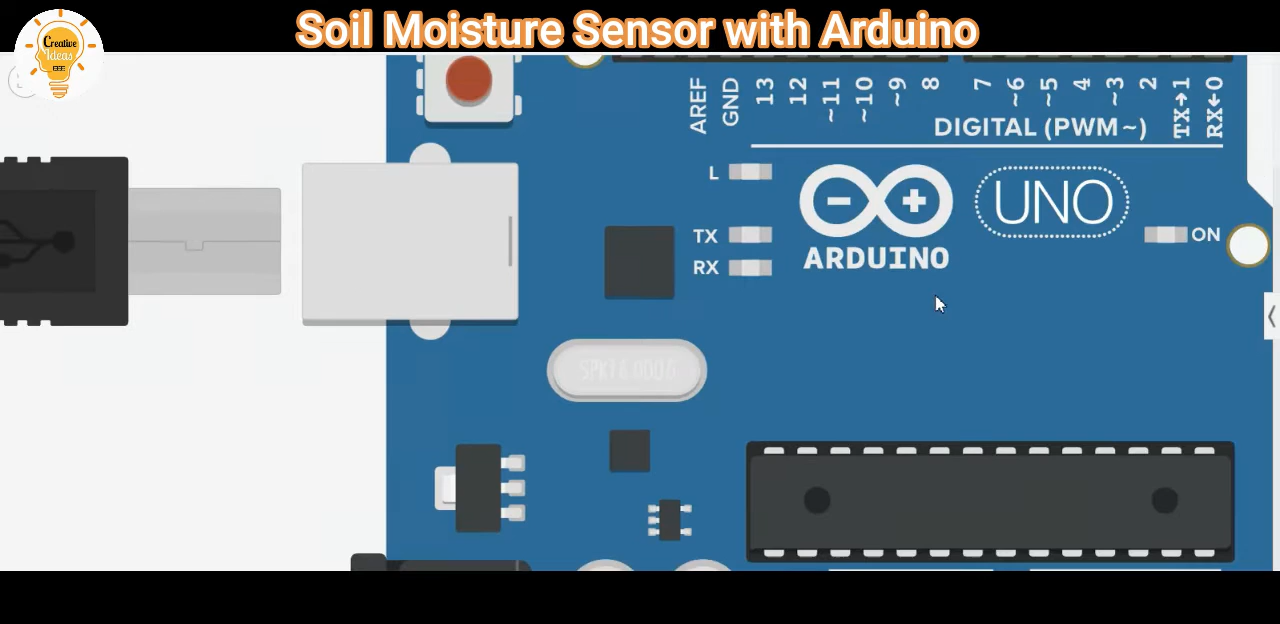 Soil Moisture Sensor with Arduino
Creative
Ideas
EEE
AREF
GND
13
12
~11
~10
~9
8
7
~6
~5
4
~3
2
TX→1
RX←0
DIGITAL (PWM~)
L
TX
RX
ARDUINO
UNO
ON